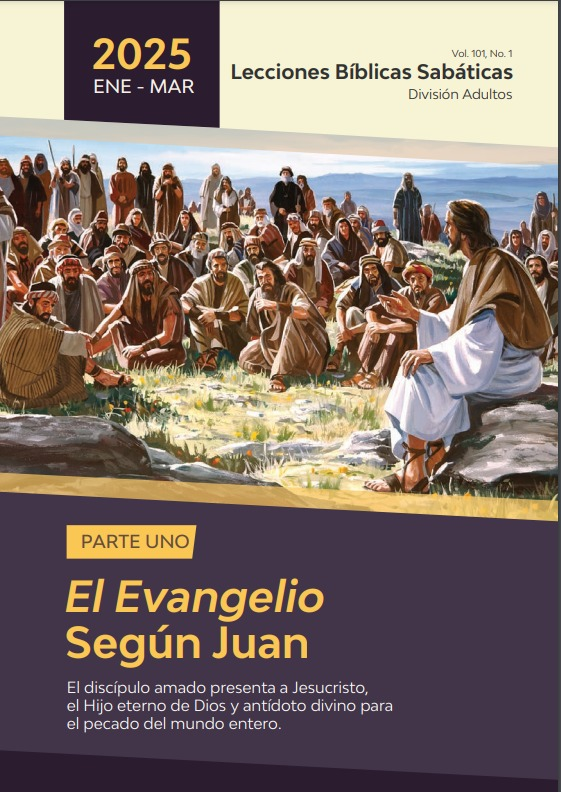 2025
ENE - MAR
Vol. 101, No. 1
Lecciones Bíblicas Sabáticas
División Adultos
PARTE UNO
El Evangelio
Según Juan
El discípulo amado presenta a Jesucristo,
el Hijo eterno de Dios y antídoto divino para
el pecado del mundo entero.